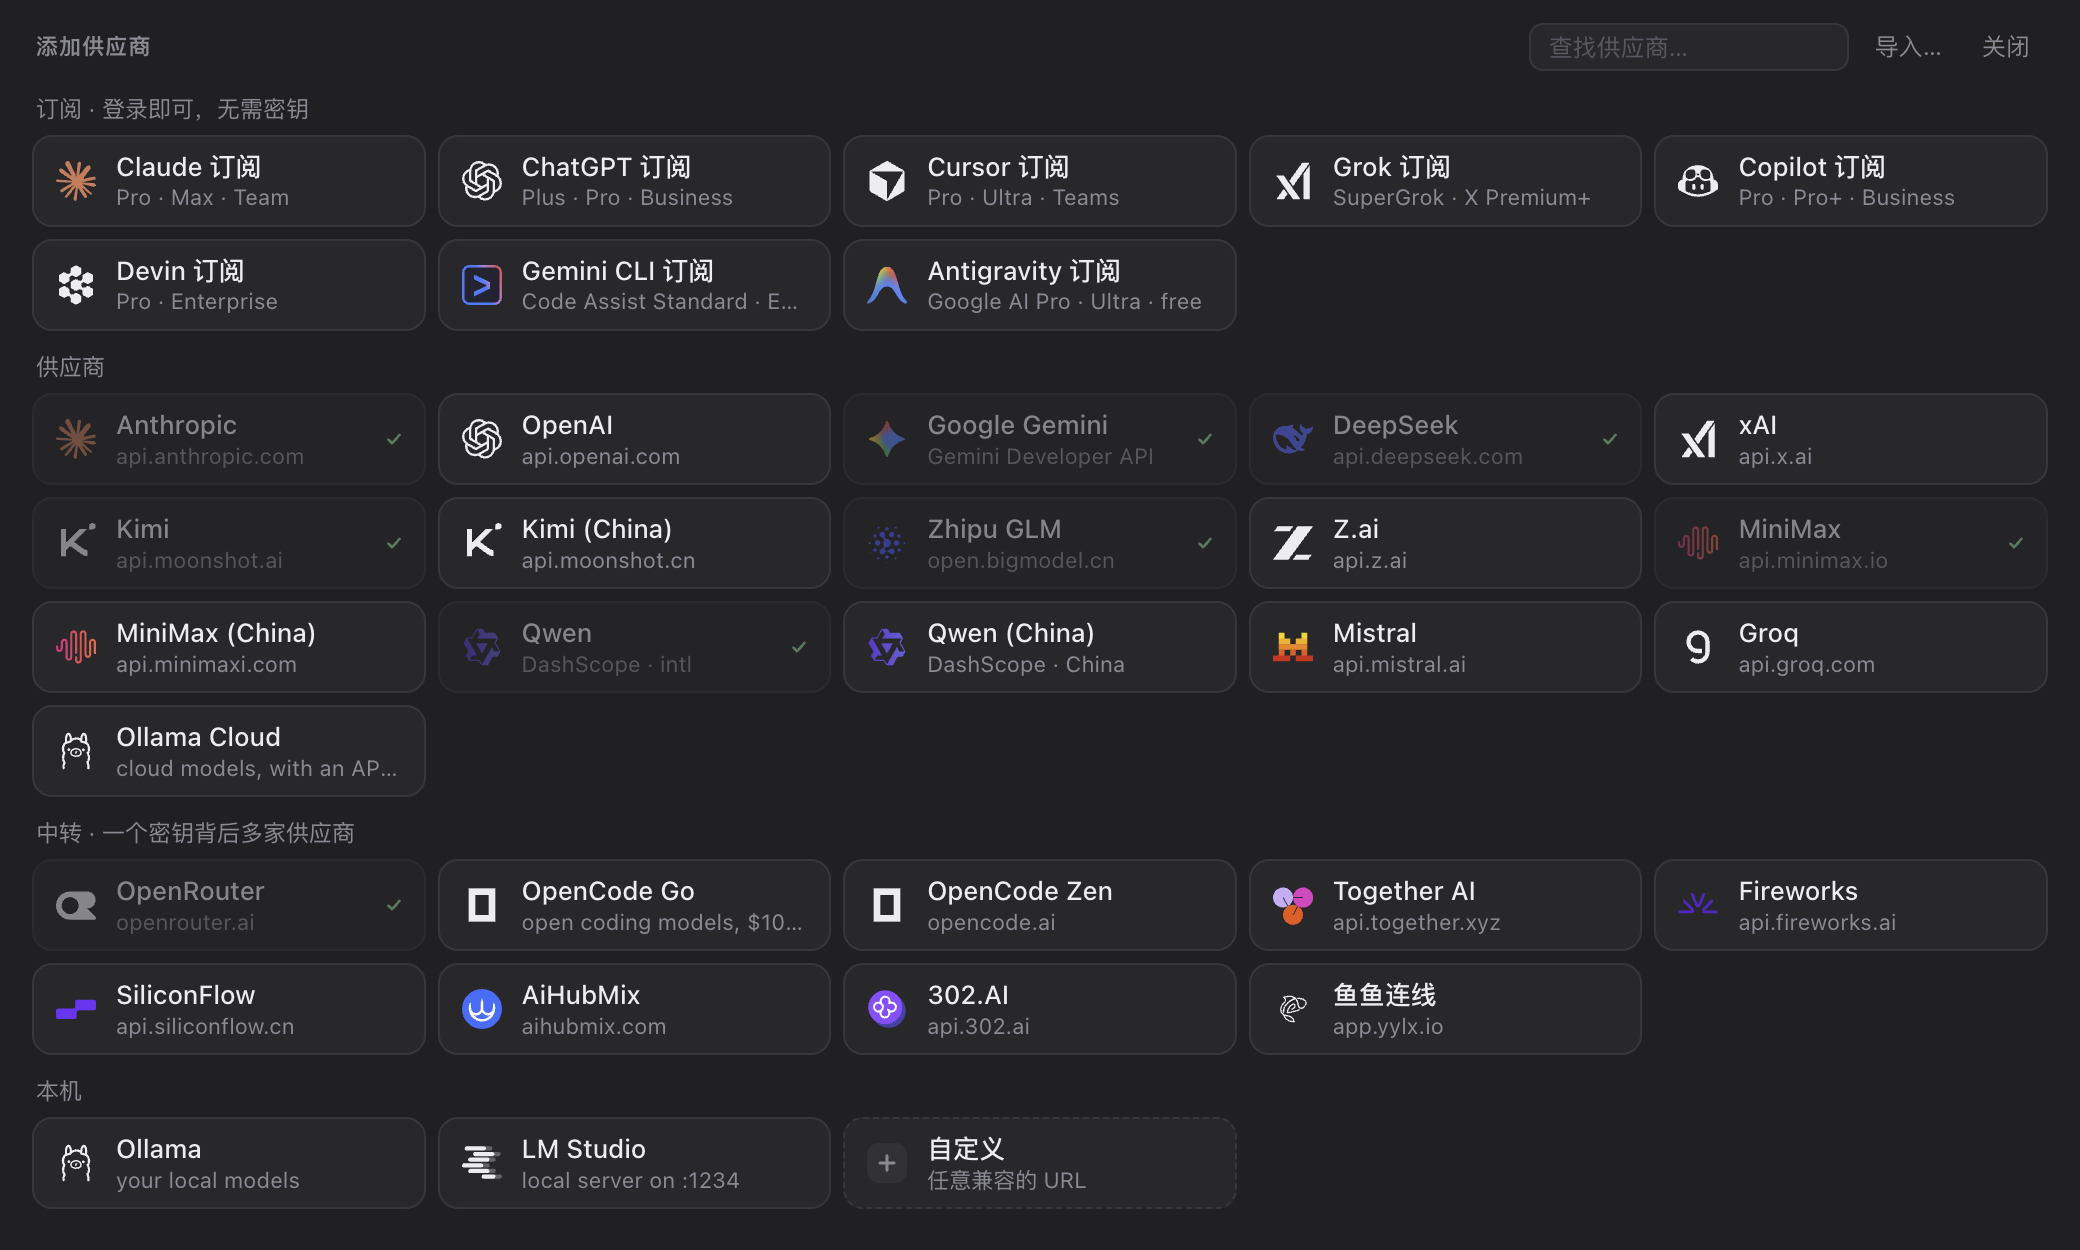 添加供应商
查找供应商...
导入...
关闭
订阅 · 登录即可，无需密钥
Claude 订阅
Pro · Max · Team
ChatGPT 订阅
Plus · Pro · Business
Cursor 订阅
Pro · Ultra · Teams
Grok 订阅
SuperGrok · X Premium+
Copilot 订阅
Pro · Pro+ · Business
Devin 订阅
Pro · Enterprise
Gemini CLI 订阅
Code Assist Standard · E...
Antigravity 订阅
Google AI Pro · Ultra · free
供应商
Anthropic
api.anthropic.com
OpenAI
api.openai.com
Google Gemini
Gemini Developer API
DeepSeek
api.deepseek.com
xAI
api.x.ai
Kimi
api.moonshot.ai
Kimi (China)
api.moonshot.cn
Zhipu GLM
open.bigmodel.cn
Z.ai
api.z.ai
MiniMax
api.minimax.io
MiniMax (China)
api.minimaxi.com
Qwen
DashScope · intl
Qwen (China)
DashScope · China
Mistral
api.mistral.ai
Groq
api.groq.com
Ollama Cloud
cloud models, with an AP...
中转 · 一个密钥背后多家供应商
OpenRouter
openrouter.ai
OpenCode Go
open coding models, $10...
OpenCode Zen
opencode.ai
Together AI
api.together.xyz
Fireworks
api.fireworks.ai
SiliconFlow
api.siliconflow.cn
AiHubMix
aihubmix.com
302.AI
api.302.ai
鱼鱼连线
app.yylx.io
本机
Ollama
your local models
LM Studio
local server on :1234
自定义
任意兼容的 URL